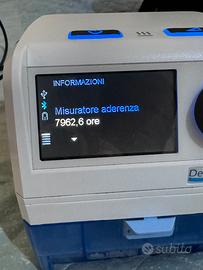 INFORMAZIONI
Misuratore aderenza
7962,6 ore
De
subito